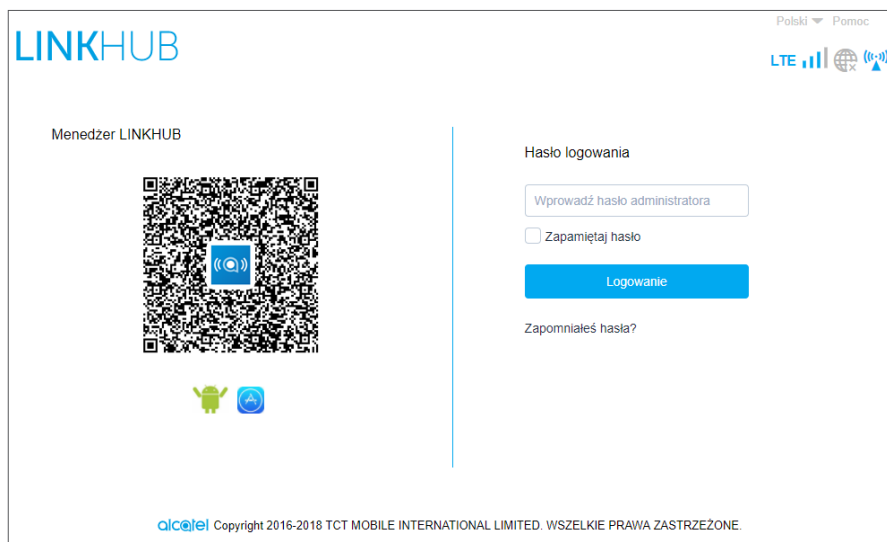 Polski Pomoc
LINKHUB
LTE
Menedżer LINKHUB
Hasło logowania
Wprowadź hasło administratora
Zapamiętaj hasło
Logowanie
Zapomniałeś hasła?
alcatel Copyright 2016-2018 TCT MOBILE INTERNATIONAL LIMITED. WSZELKIE PRAWA ZASTRZEŻONE.